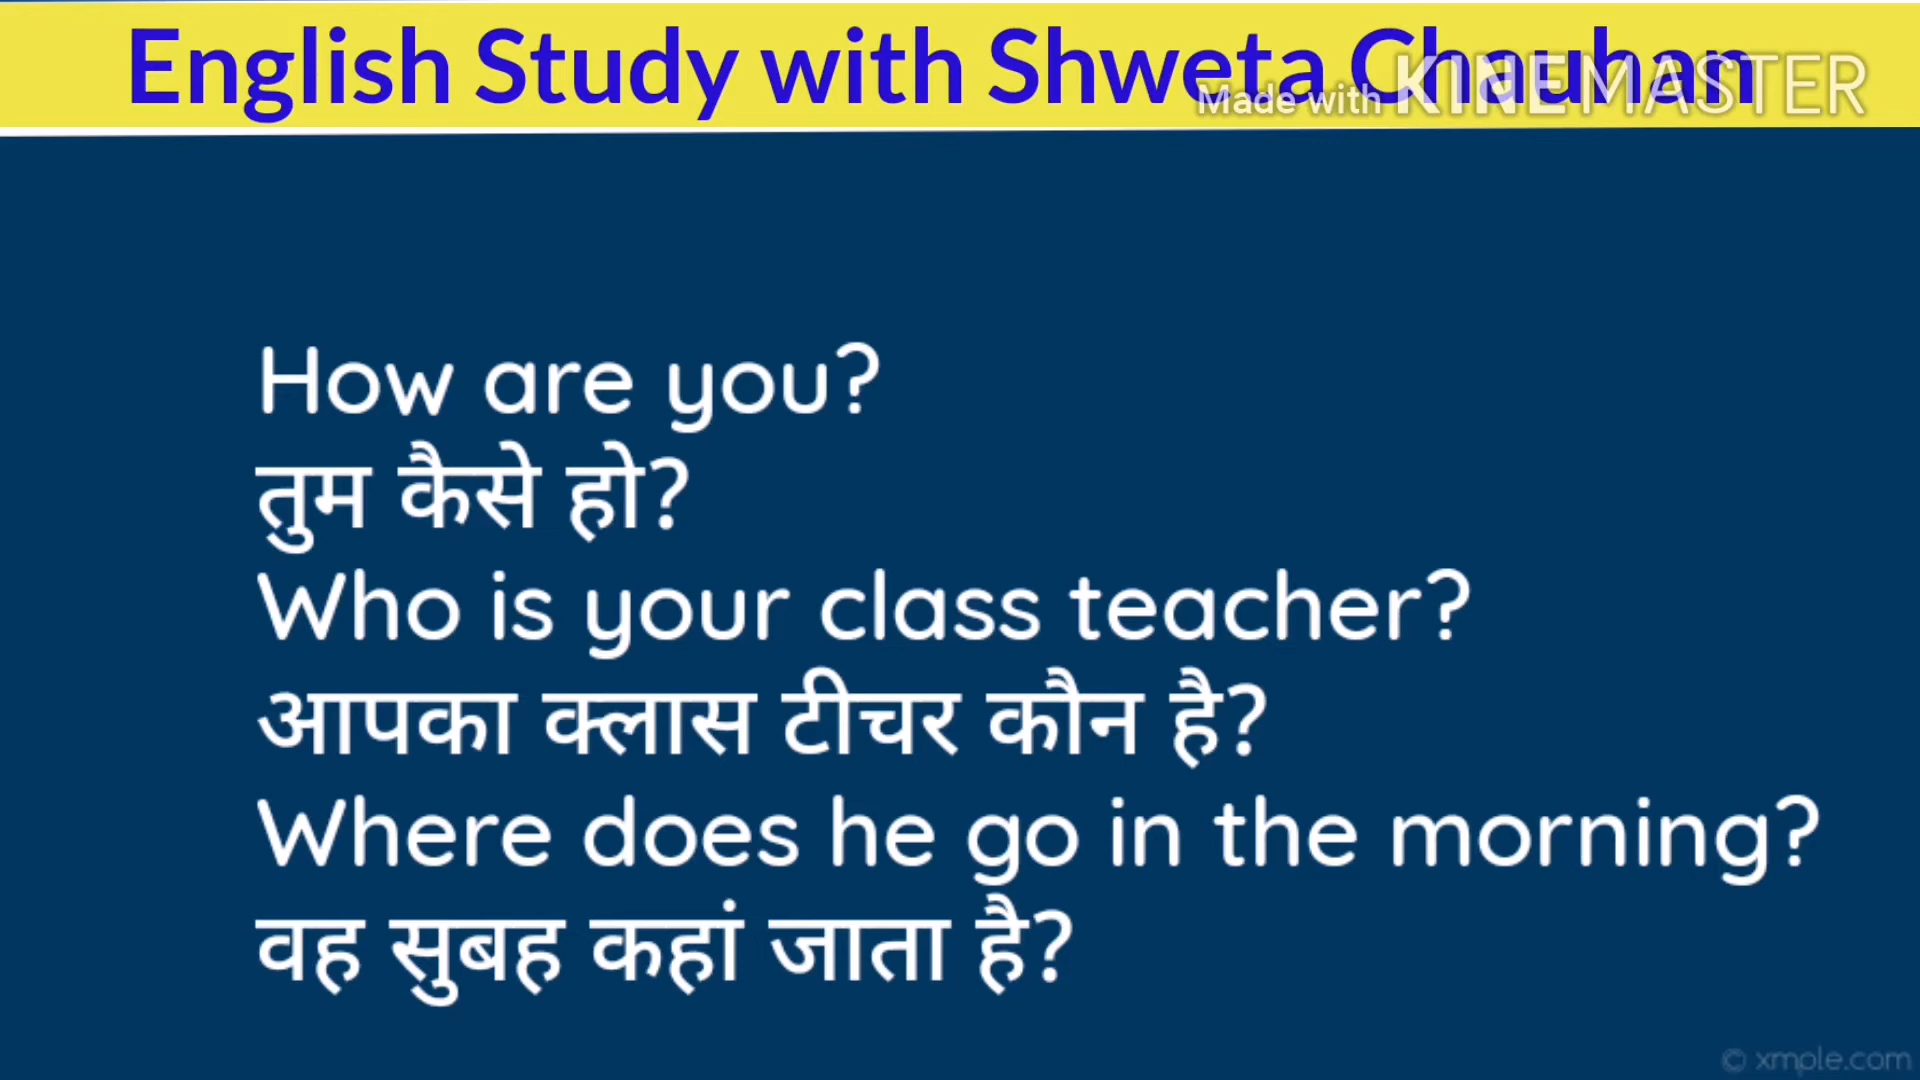 English Study with Shweta Chauhan
Made with KINEMASTER
How are you?
तुम कैसे हो?
Who is your class teacher?
आपका क्लास टीचर कौन है?
Where does he go in the morning?
वह सुबह कहां जाता है?
© xmple.com